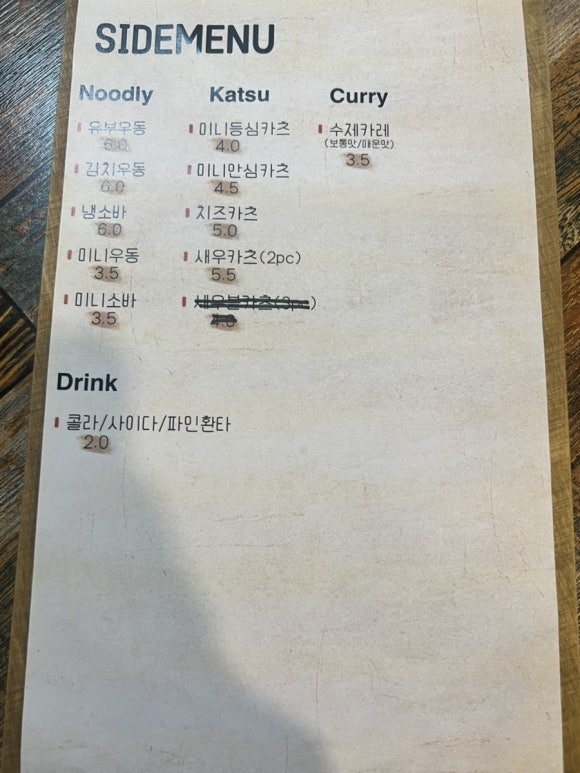 SIDEMENU
Noodly
유부우동
6.0
김치우동
6.0
냉소바
6.0
미니우동
3.5
미니소바
3.5
Katsu
미니등심카츠
4.0
미니안심카츠
4.5
치즈카츠
5.0
새우카츠(2pc)
5.5
Curry
수제카레
(보통맛/매운맛)
3.5
Drink
콜라/사이다/파인환타
2.0